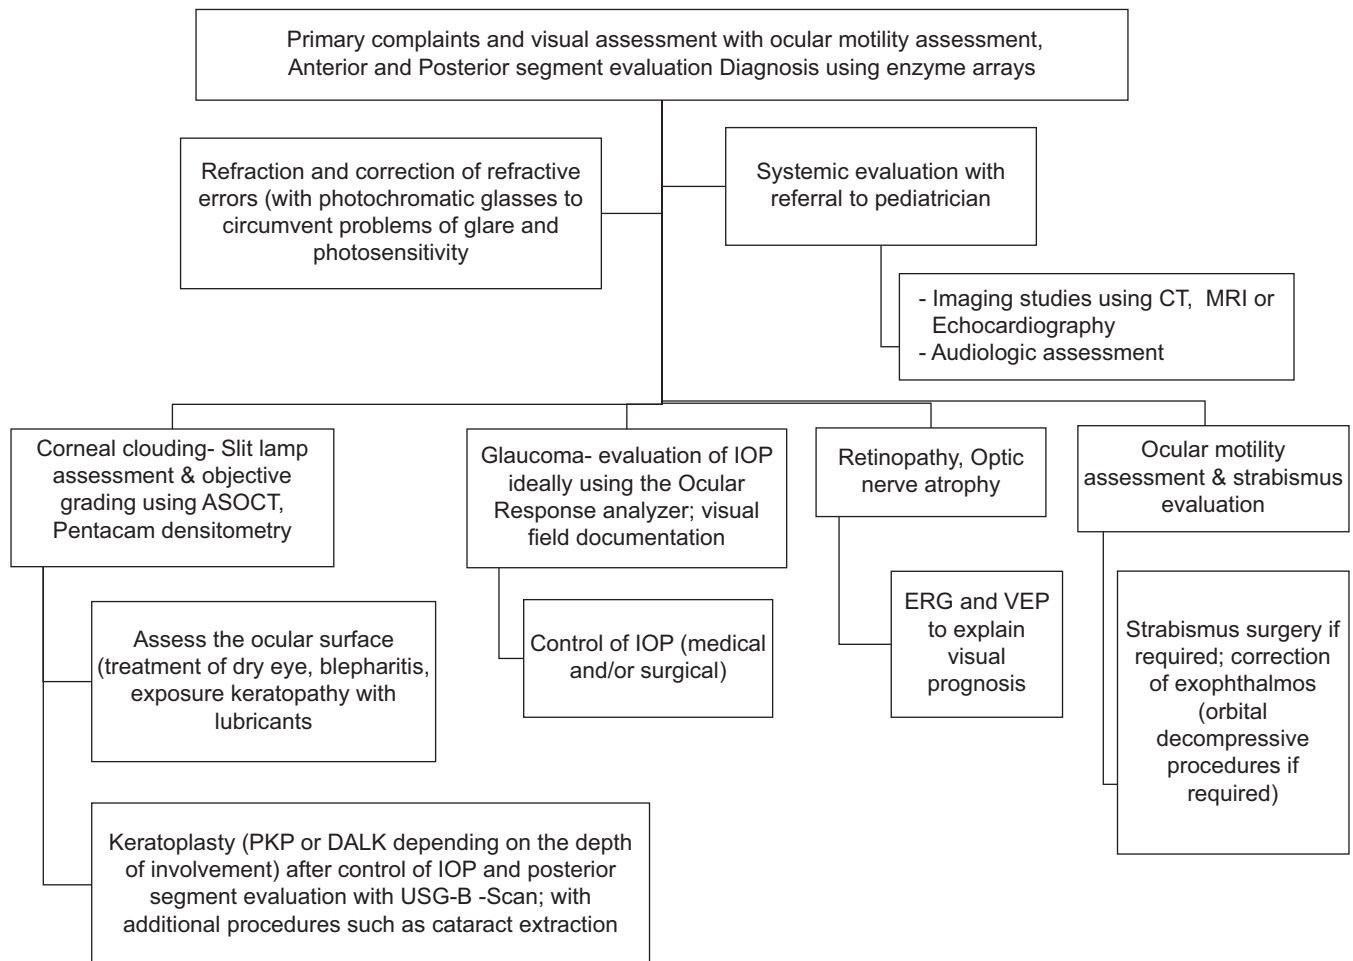 Primary complaints and visual assessment with ocular motility assessment,
Anterior and Posterior segment evaluation Diagnosis using enzyme arrays
Refraction and correction of refractive
errors (with photochromatic glasses to
circumvent problems of glare and
photosensitivity
Systemic evaluation with
referral to pediatrician
- Imaging studies using CT, MRI or
Echocardiography
- Audiologic assessment
Corneal clouding- Slit lamp
assessment & objective
grading using ASOCT,
Pentacam densitometry
Glaucoma- evaluation of IOP
ideally using the Ocular
Response analyzer; visual
field documentation
Retinopathy, Optic
nerve atrophy
Ocular motility
assessment & strabismus
evaluation
Assess the ocular surface
(treatment of dry eye, blepharitis,
exposure keratopathy with
lubricants
Control of IOP (medical
and/or surgical)
ERG and VEP
to explain
visual
prognosis
Strabismus surgery if
required; correction
of exophthalmos
(orbital
decompressive
procedures if
required)
Keratoplasty (PKP or DALK depending on the depth
of involvement) after control of IOP and posterior
segment evaluation with USG-B -Scan; with
additional procedures such as cataract extraction